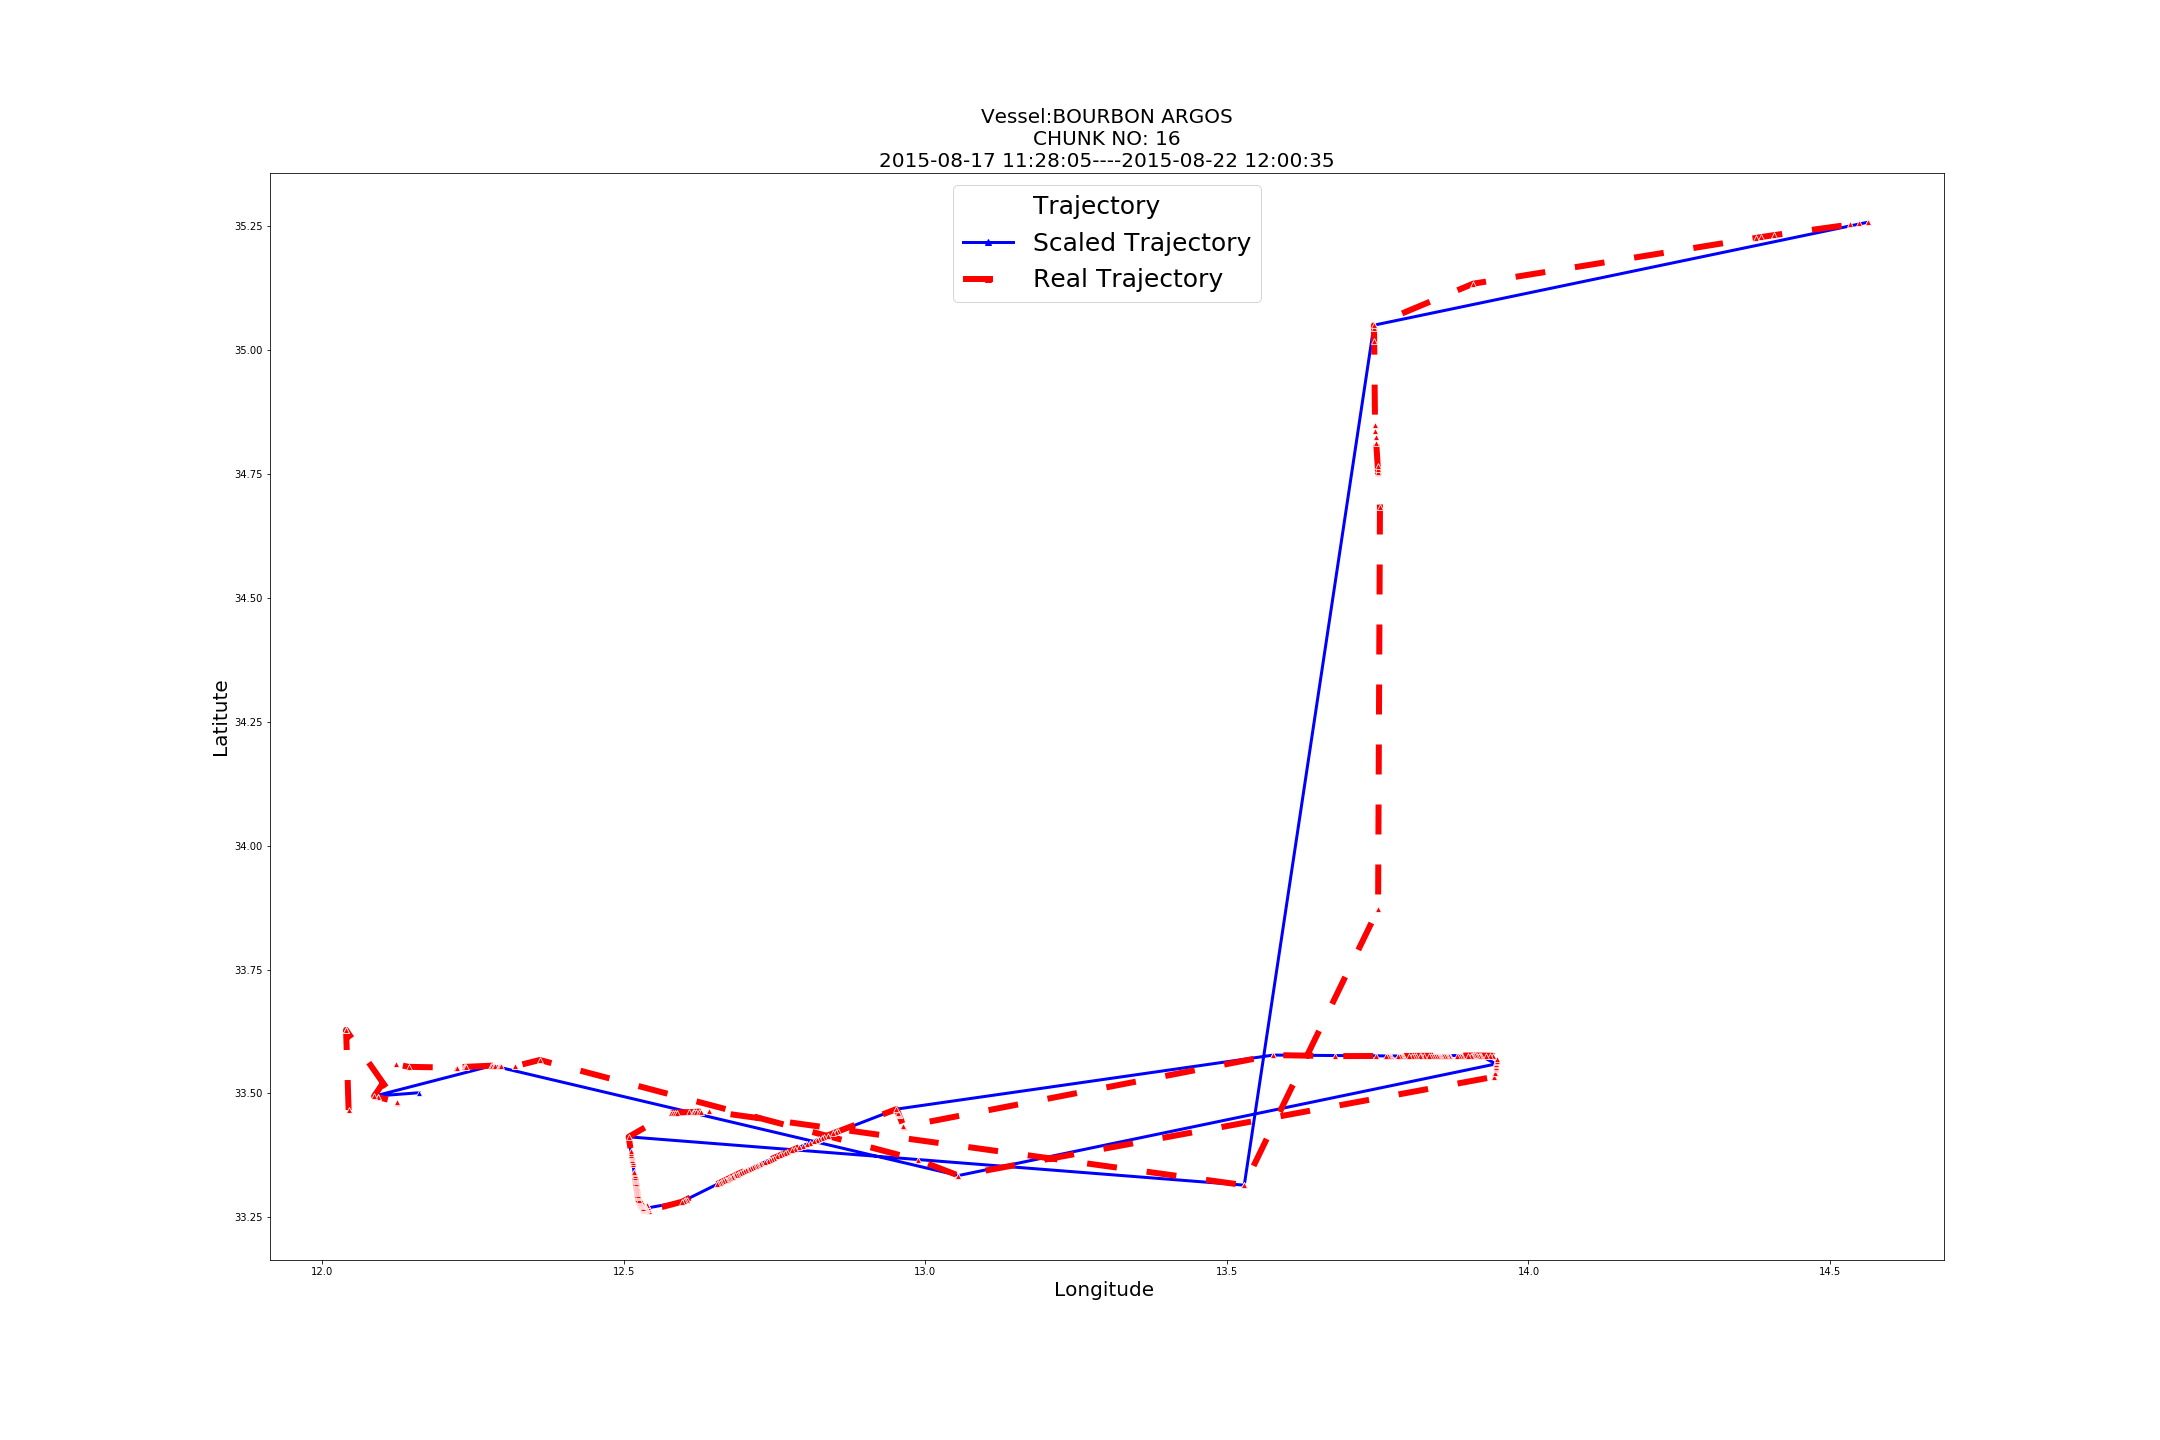 Vessel:BOURBON ARGOS
CHUNK NO: 16
2015-08-17 11:28:05----2015-08-22 12:00:35
Trajectory
Scaled Trajectory
Real Trajectory
Latitute
35.25
35.00
34.75
34.50
34.25
34.00
33.75
33.50
33.25
12.0 12.5 13.0 13.5 14.0 14.5
Longitude